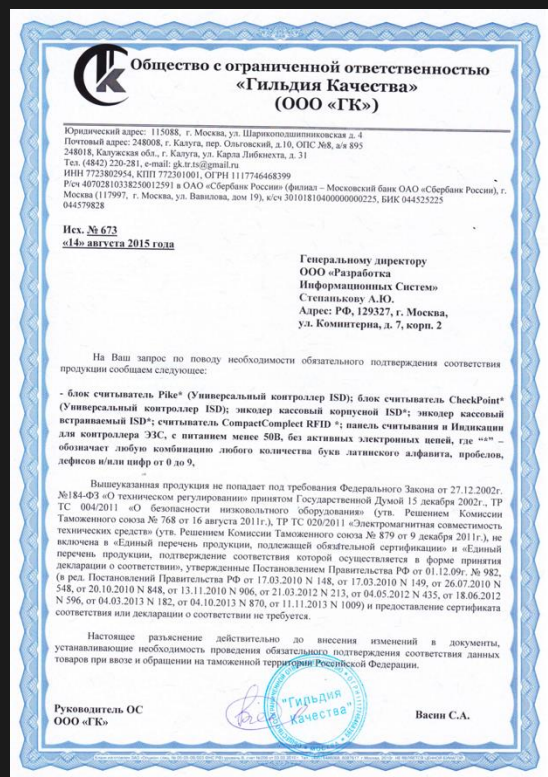 Общество с ограниченной ответственностью
«Гильдия Качества»
(ООО «ГК»)
Юридический адрес: 115088, г. Москва, ул. Шарикоподшипниковская д. 4
Почтовый адрес: 248008, г. Калуга, пер. Ольговский, д.10, ОПС №8, а/я 895
248018, Калужская обл., г. Калуга, ул. Карла Либкнехта, д. 31
Тел. (4842) 220-281, e-mail: gk.tr.ts@gmail.ru
ИНН 7723802954, КПП 772301001, ОГРН 1117746468399
Р/сч 40702810338250012591 в ОАО «Сбербанк России» (филиал – Московский банк ОАО «Сбербанк России), г.
Москва (117997, г. Москва, ул. Вавилова, дом 19), к/сч 30101810400000000225, БИК 044525225
044579828
Исх. № 673
«14» августа 2015 года
Генеральному директору
ООО «Разработка
Информационных Систем»
Степанькову А.Ю.
Адрес: РФ, 129327, г. Москва,
ул. Коминтерна, д. 7, корп. 2
На Ваш запрос по поводу необходимости обязательного подтверждения соответствия
продукции сообщаем следующее:
- блок считыватель Pike* (Универсальный контроллер ISD); блок считыватель CheckPoint*
(Универсальный контроллер ISD); энкодер кассовый корпусной ISD*; энкодер кассовый
встраиваемый ISD*; считыватель CompactCompleсt RFID *; панель считывания и Индикации
для контроллера ЭЗС, с питанием менее 50В, без активных электронных цепей, где “*” –
обозначает любую комбинацию любого количества букв латинского алфавита, пробелов,
дефисов и/или цифр от 0 до 9,
Вышеуказанная продукция не попадает под требования Федерального Закона от 27.12.2002г.
№184-ФЗ «О техническом регулировании» принятом Государственной Думой 15 декабря 2002г., ТР
ТС 004/2011 «О безопасности низковольтного оборудования» (утв. Решением Комиссии
Таможенного союза № 768 от 16 августа 2011г.), ТР ТС 020/2011 «Электромагнитная совместимость
технических средств» (утв. Решением Комиссии Таможенного союза № 879 от 9 декабря 2011г.), не
включена в «Единый перечень продукции, подлежащей обязательной сертификации» и «Единый
перечень продукции, подтверждение соответствия которой осуществляется в форме принятия
декларации о соответствии», утвержденные Постановлением Правительства РФ от 01.12.09г. № 982,
(в ред. Постановлений Правительства РФ от 17.03.2010 N 148, от 17.03.2010 N 149, от 26.07.2010 N
548, от 20.10.2010 N 848, от 13.11.2010 N 906, от 21.03.2012 N 213, от 04.05.2012 N 435, от 18.06.2012
N 596, от 04.03.2013 N 182, от 04.10.2013 N 870, от 11.11.2013 N 1009) и предоставление сертификата
соответствия или декларации о соответствии не требуется.
Настоящее разъяснение действительно до внесения изменений в документы,
устанавливающие необходимость проведения обязательного подтверждения соответствия данных
товаров при ввозе и обращении на таможенной территории Российской Федерации.
Руководитель ОС
ООО «ГК»
"Гильдия
Качества"
Васин С.А.